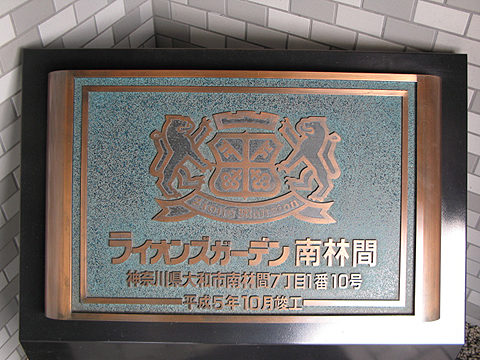 ライオンズガーデン 南林間
神奈川県大和市南林間7丁目1番10号
平成5年10月竣工